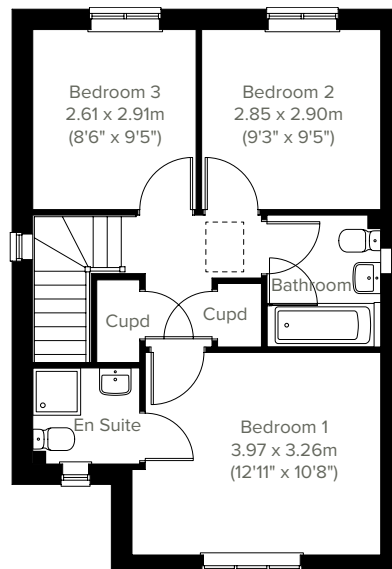 Bedroom 3
2.61 x 2.91m
(8'6" x 9'5")
Bedroom 2
2.85 x 2.90m
(9'3" x 9'5")
Bathroom
Cupd
Cupd
En Suite
Bedroom 1
3.97 x 3.26m
(12'11" x 10'8")